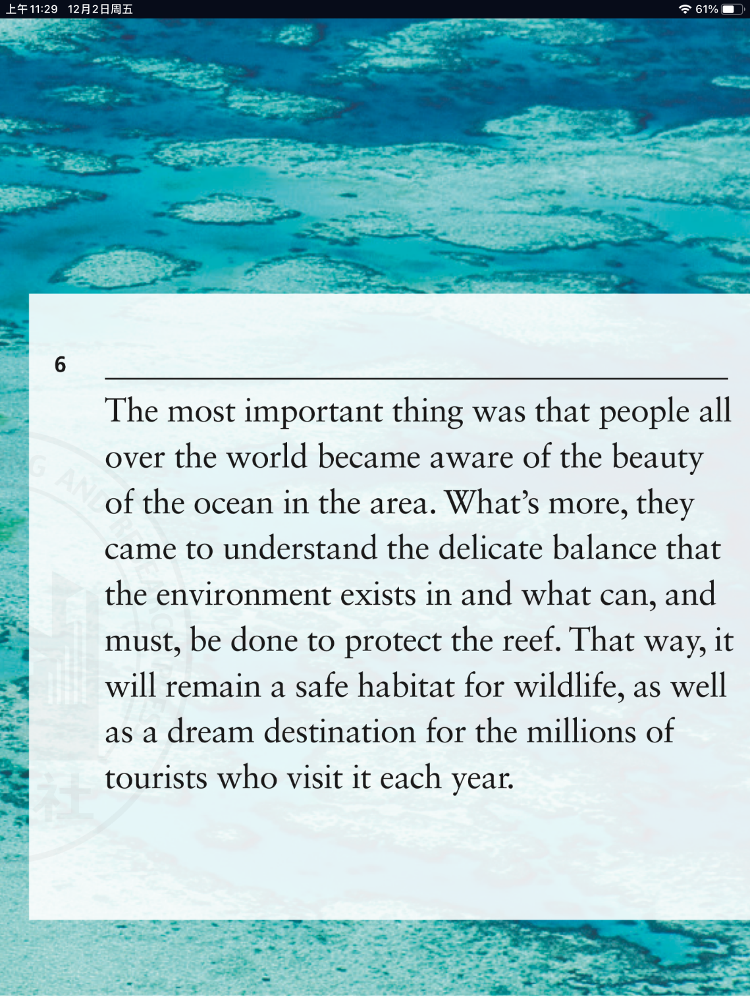 上午11:29 12月2日周五
61%
6
The most important thing was that people all
over the world became aware of the beauty
of the ocean in the area. What’s more, they
came to understand the delicate balance that
the environment exists in and what can, and
must, be done to protect the reef. That way, it
will remain a safe habitat for wildlife, as well
as a dream destination for the millions of
tourists who visit it each year.
G AND RESEARCH
社